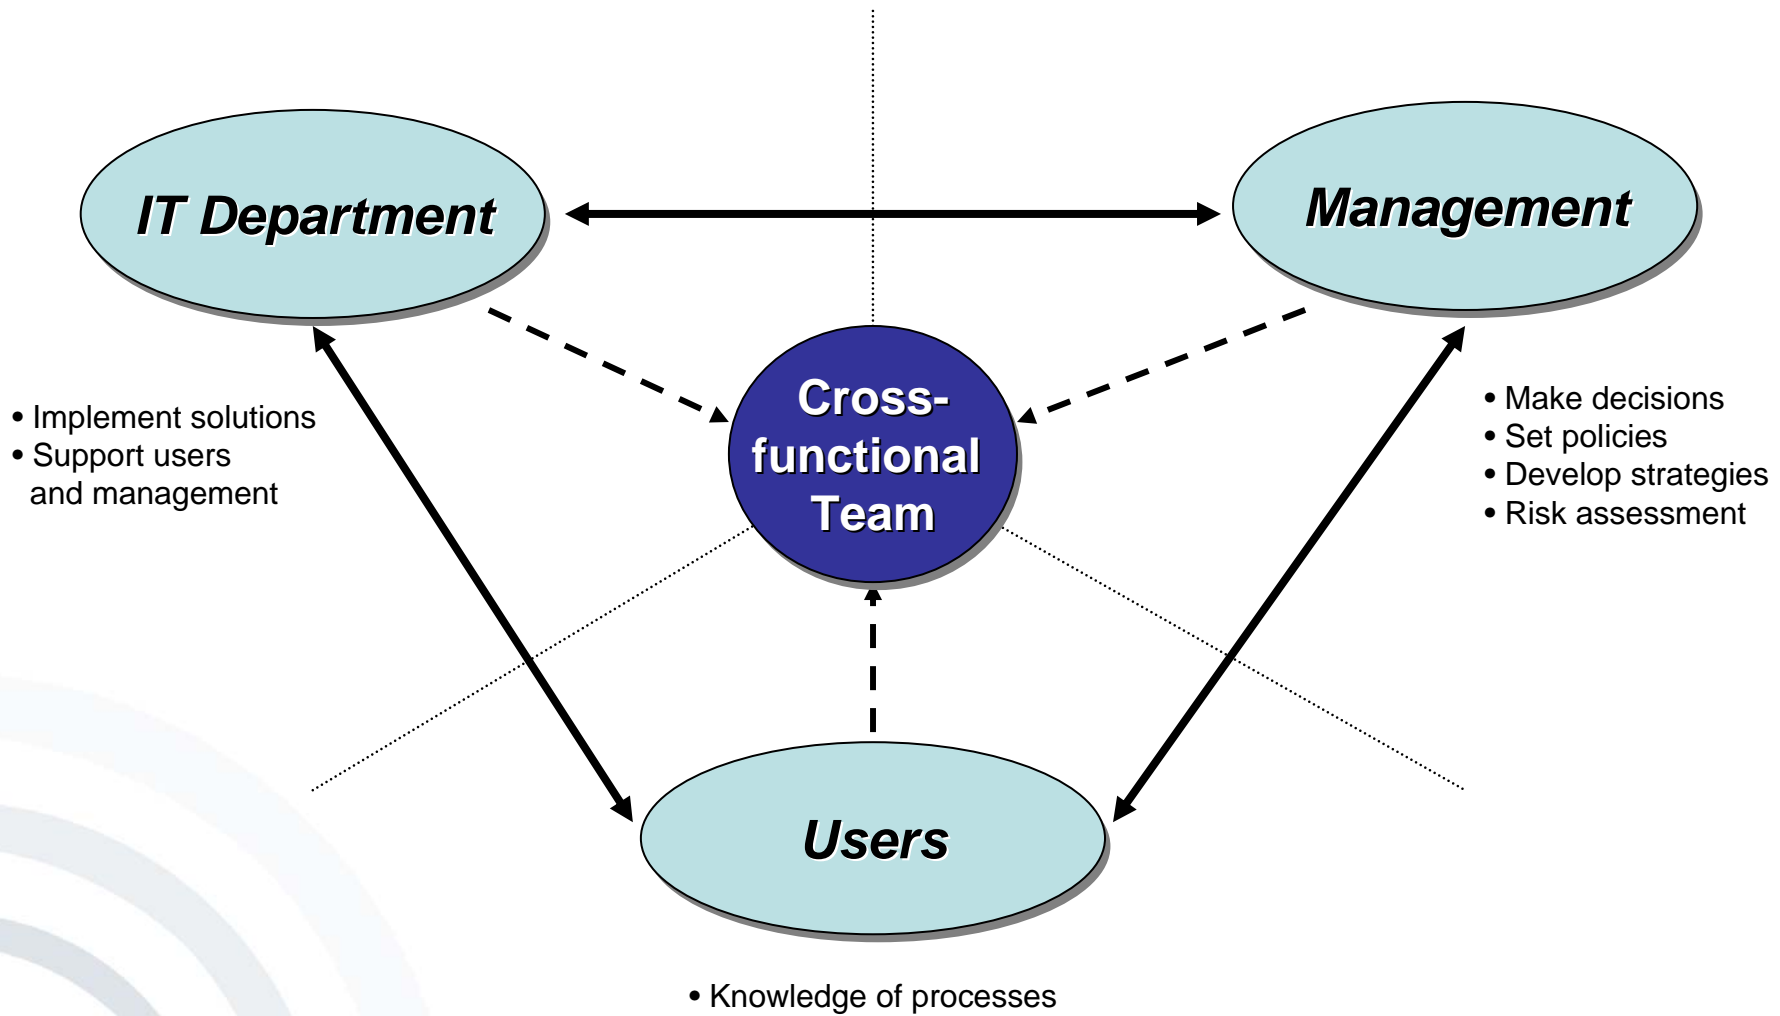 IT Department
Management
Cross-
functional
Team
• Implement solutions
• Support users
and management
• Make decisions
• Set policies
• Develop strategies
• Risk assessment
Users
• Knowledge of processes